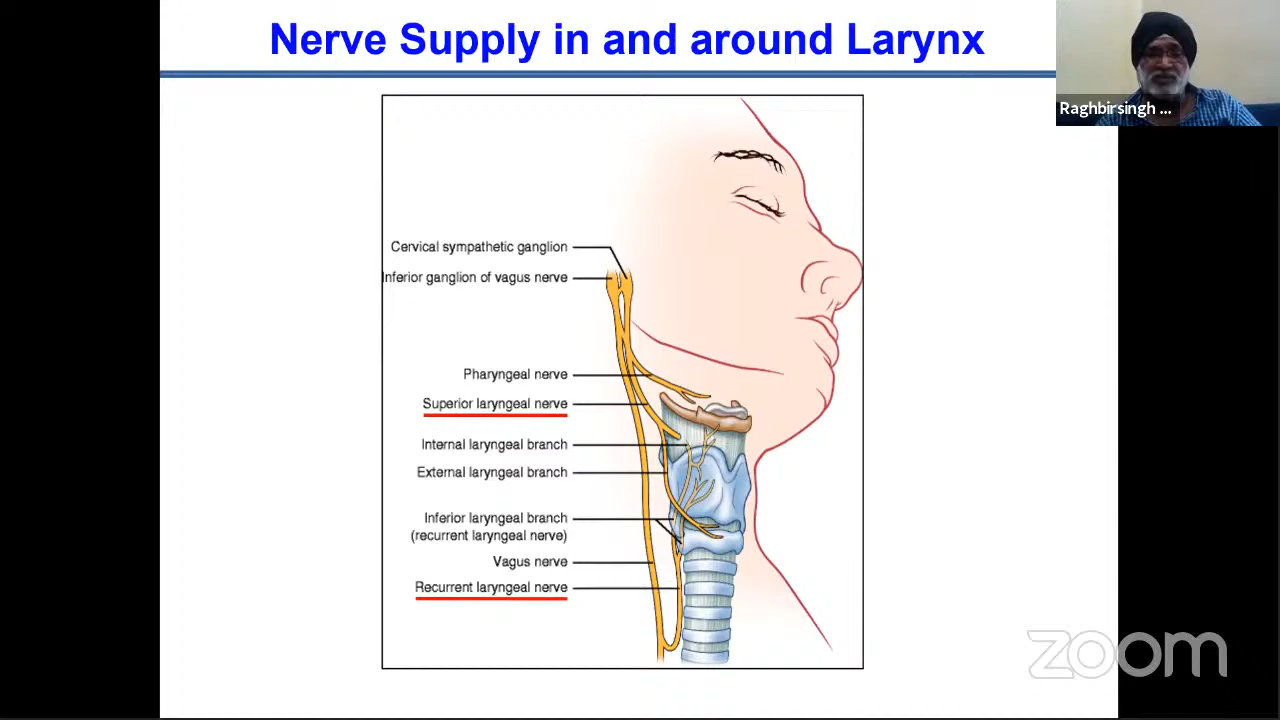 Nerve Supply in and around Larynx
Raghbirsingh ...
Cervical sympathetic ganglion
Inferior ganglion of vagus nerve
Pharyngeal nerve
Superior laryngeal nerve
Internal laryngeal branch
External laryngeal branch
Inferior laryngeal branch
(recurrent laryngeal nerve)
Vagus nerve
Recurrent laryngeal nerve
zoom